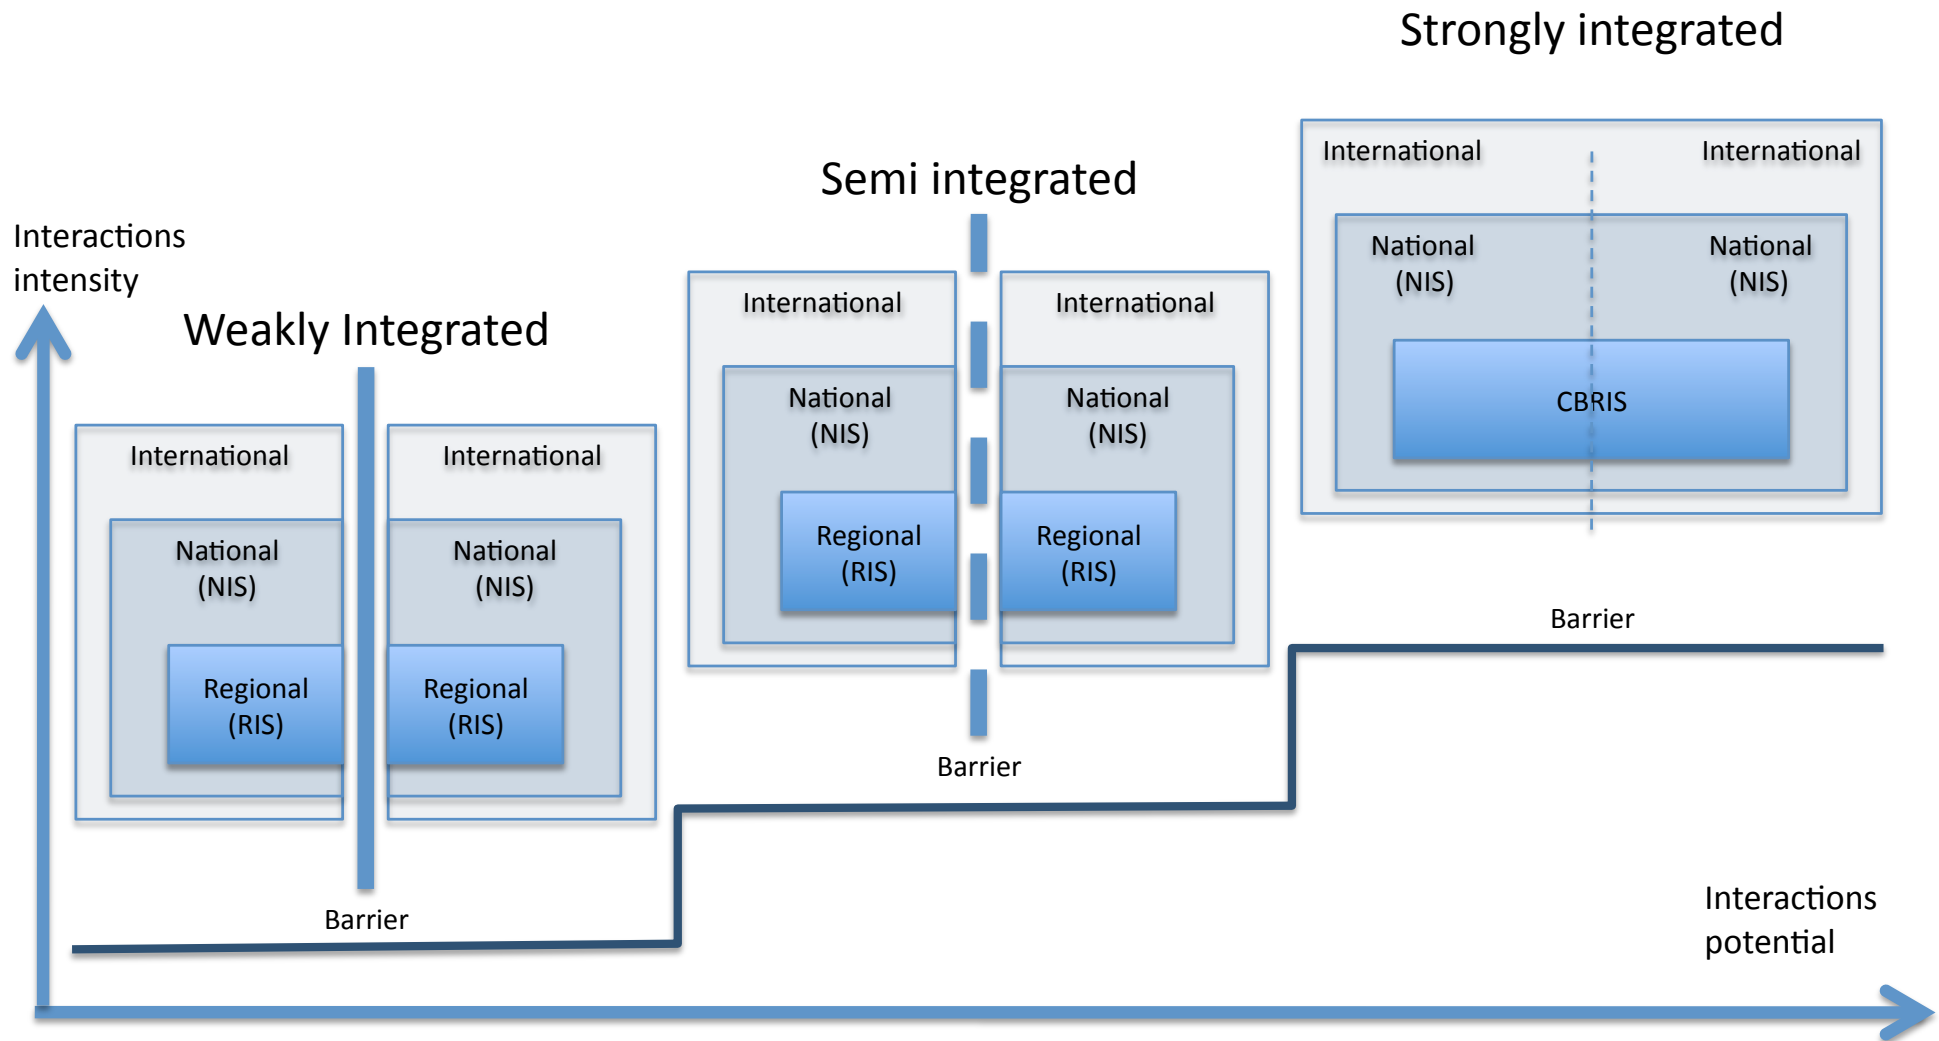 Strongly integrated
International
International
National
(NIS)
National
(NIS)
CBRIS
Barrier
Semi integrated
International
International
National
(NIS)
National
(NIS)
Regional
(RIS)
Regional
(RIS)
Barrier
Interactions
intensity
Weakly Integrated
International
International
National
(NIS)
National
(NIS)
Regional
(RIS)
Regional
(RIS)
Barrier
Interactions
potential